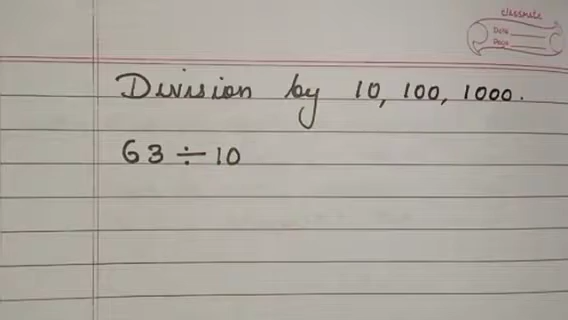 classmate
Date
Page
Division by 10, 100, 1000.
63 ÷ 10